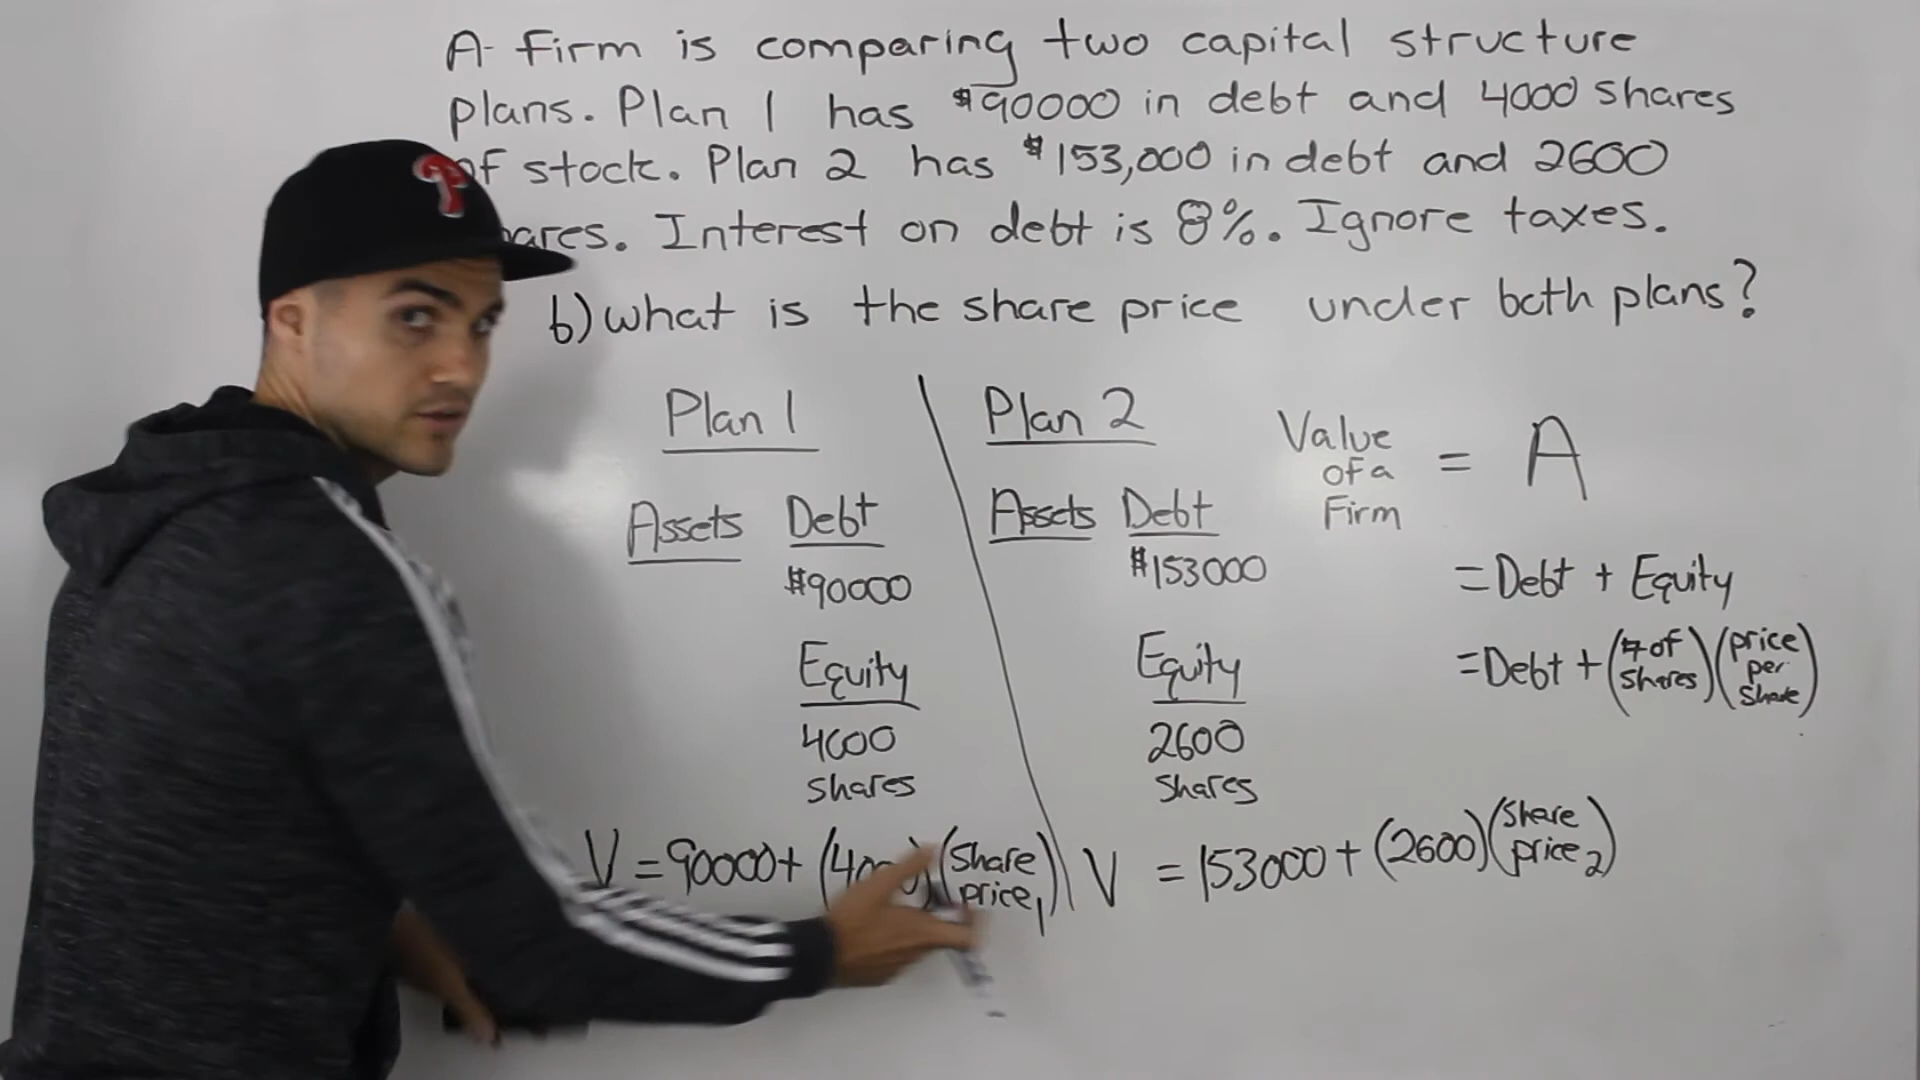 A firm is comparing two capital structure
plans. Plan 1 has $90000 in debt and 4000 shares
of stock. Plan 2 has $153,000 in debt and 2600
ares. Interest on debt is 8%. Ignore taxes.
b) what is the share price under both plans?
Plan 1
Assets Debt
$90000
Equity
4000
shares
V = 90000 + (4000)(share price1)
Plan 2
Assets Debt
$153000
Equity
2600
shares
V = 153000 + (2600)(share price2)
Value of a Firm = A
= Debt + Equity
= Debt + (# of shares)(price per share)
P